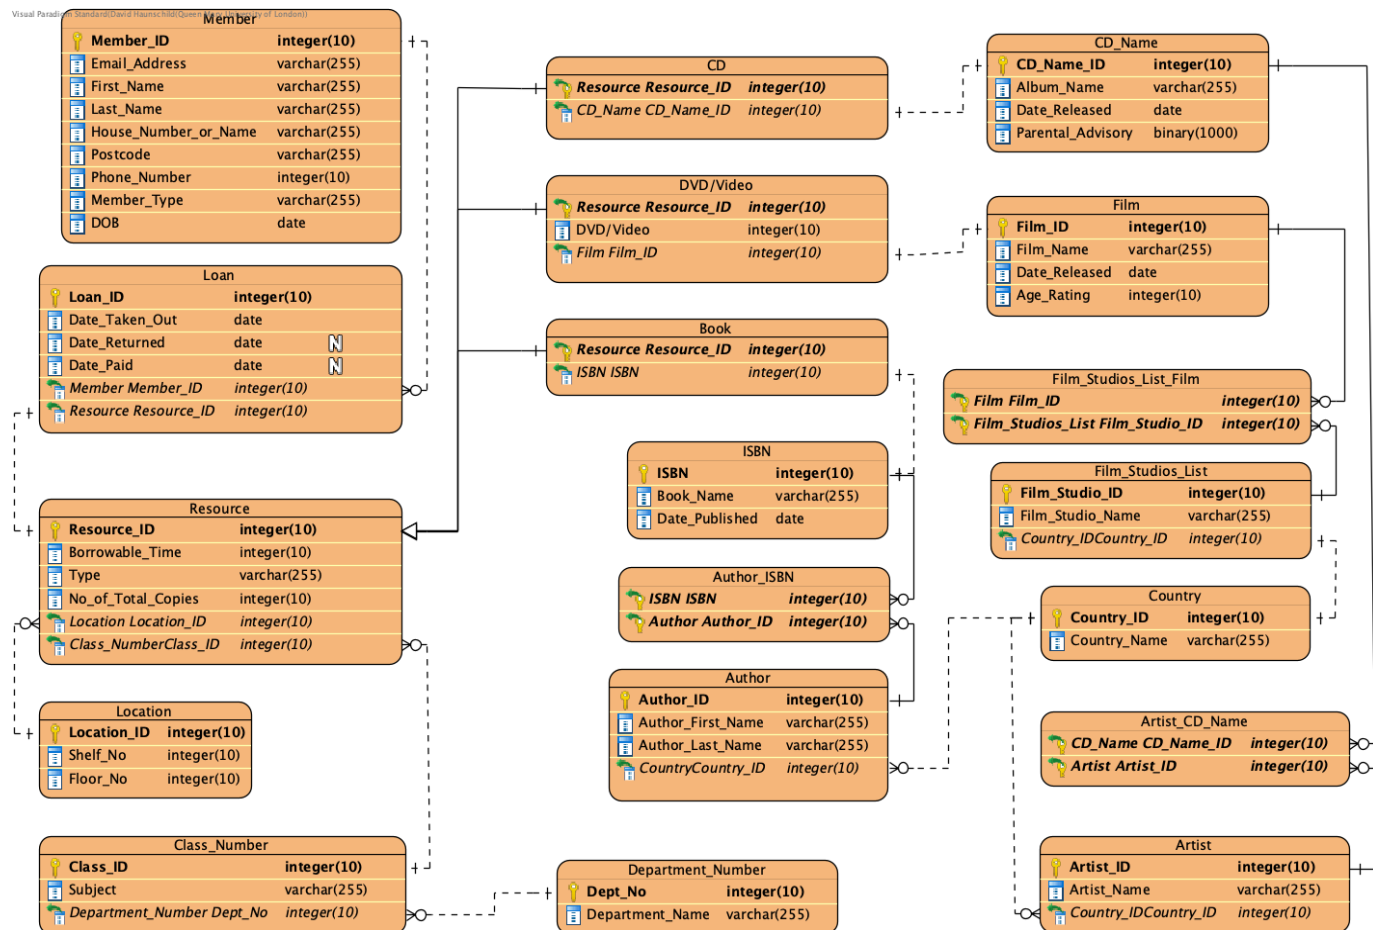 Visual Paradigm Standard(David Haunschild(Queen Mary University of London))
Member
Member_ID integer(10)
Email_Address varchar(255)
First_Name varchar(255)
Last_Name varchar(255)
House_Number_or_Name varchar(255)
Postcode varchar(255)
Phone_Number integer(10)
Member_Type varchar(255)
DOB date
Loan
Loan_ID integer(10)
Date_Taken_Out date
Date_Returned date N
Date_Paid date N
Member Member_ID integer(10)
Resource Resource_ID integer(10)
Resource
Resource_ID integer(10)
Borrowable_Time integer(10)
Type varchar(255)
No_of_Total_Copies integer(10)
Location Location_ID integer(10)
Class_NumberClass_ID integer(10)
Location
Location_ID integer(10)
Shelf_No integer(10)
Floor_No integer(10)
Class_Number
Class_ID integer(10)
Subject varchar(255)
Department_Number Dept_No integer(10)
CD
Resource Resource_ID integer(10)
CD_Name CD_Name_ID integer(10)
DVD/Video
Resource Resource_ID integer(10)
DVD/Video integer(10)
Film Film_ID integer(10)
Book
Resource Resource_ID integer(10)
ISBN ISBN integer(10)
ISBN
ISBN integer(10)
Book_Name varchar(255)
Date_Published date
Author_ISBN
ISBN ISBN integer(10)
Author Author_ID integer(10)
Author
Author_ID integer(10)
Author_First_Name varchar(255)
Author_Last_Name varchar(255)
CountryCountry_ID integer(10)
Department_Number
Dept_No integer(10)
Department_Name varchar(255)
CD_Name
CD_Name_ID integer(10)
Album_Name varchar(255)
Date_Released date
Parental_Advisory binary(1000)
Film
Film_ID integer(10)
Film_Name varchar(255)
Date_Released date
Age_Rating integer(10)
Film_Studios_List_Film
Film Film_ID integer(10)
Film_Studios_List Film_Studio_ID integer(10)
Film_Studios_List
Film_Studio_ID integer(10)
Film_Studio_Name varchar(255)
Country_IDCountry_ID integer(10)
Country
Country_ID integer(10)
Country_Name varchar(255)
Artist_CD_Name
CD_Name CD_Name_ID integer(10)
Artist Artist_ID integer(10)
Artist
Artist_ID integer(10)
Artist_Name varchar(255)
Country_IDCountry_ID integer(10)